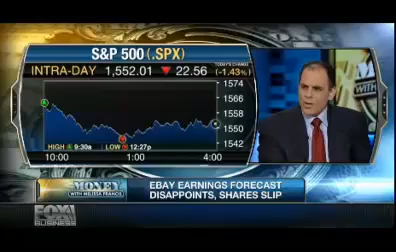 S&P 500 (.SPX)
INTRA-DAY 1,552.01 22.56 TODAY'S CHANGE (-1.43%)
1574
1566
1558
1550
1542
HIGH 9:30a LOW 12:27p
10:00 1:00 4:00
MONEY
WITH MELISSA FRANCIS
EBAY EARNINGS FORECAST
DISAPPOINTS, SHARES SLIP
FOX
BUSINESS